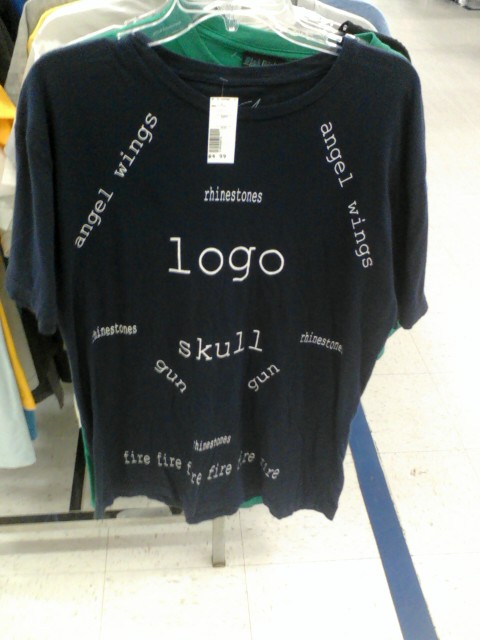 angel wings
angel wings
rhinestones
logo
rhinestones
skull
rhinestones
gun
gun
rhinestones
fire fire fire fire fire fire